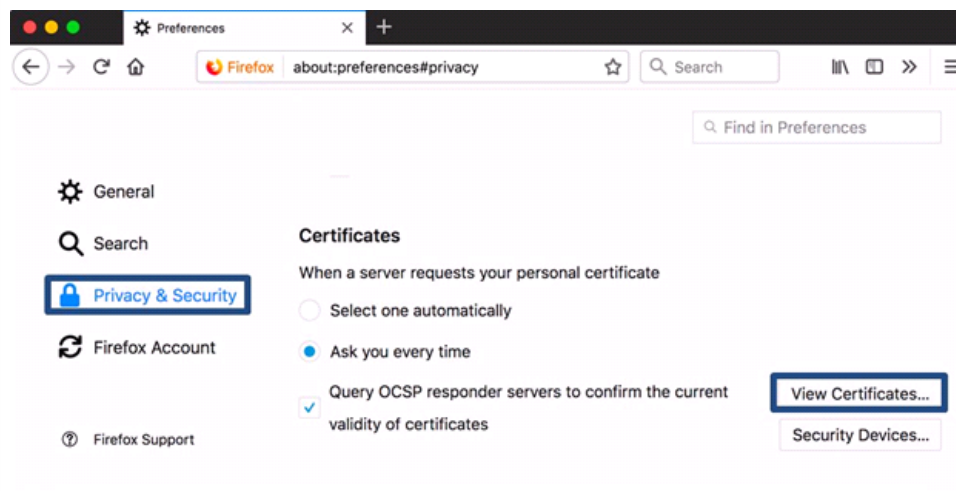 Preferences
Firefox about:preferences#privacy
Search
Find in Preferences
General
Search
Privacy & Security
Firefox Account
Firefox Support
Certificates
When a server requests your personal certificate
Select one automatically
Ask you every time
Query OCSP responder servers to confirm the current
validity of certificates
View Certificates...
Security Devices...